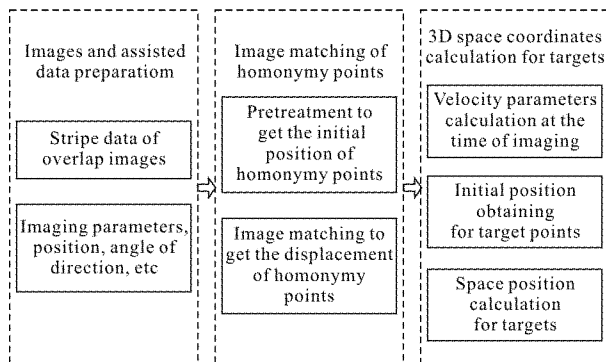 Images and assisted
data preparatiom
Stripe data of
overlap images
Imaging parameters,
position, angle of
direction, etc
Image matching of
homonymy points
Pretreatment to
get the initial
position of
homonymy points
Image matching to
get the displacement
of homonymy
points
3D space coordinates
calculation for targets
Velocity parameters
calculation at the
time of imaging
Initial position
obtaining
for target points
Space position
calculation
for targets